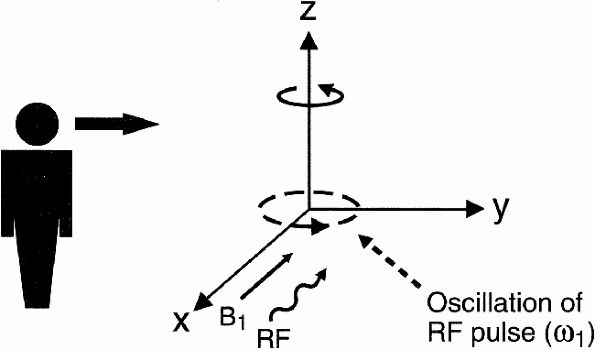 z
y
x
B1
RF
Oscillation of
RF pulse (ω1)